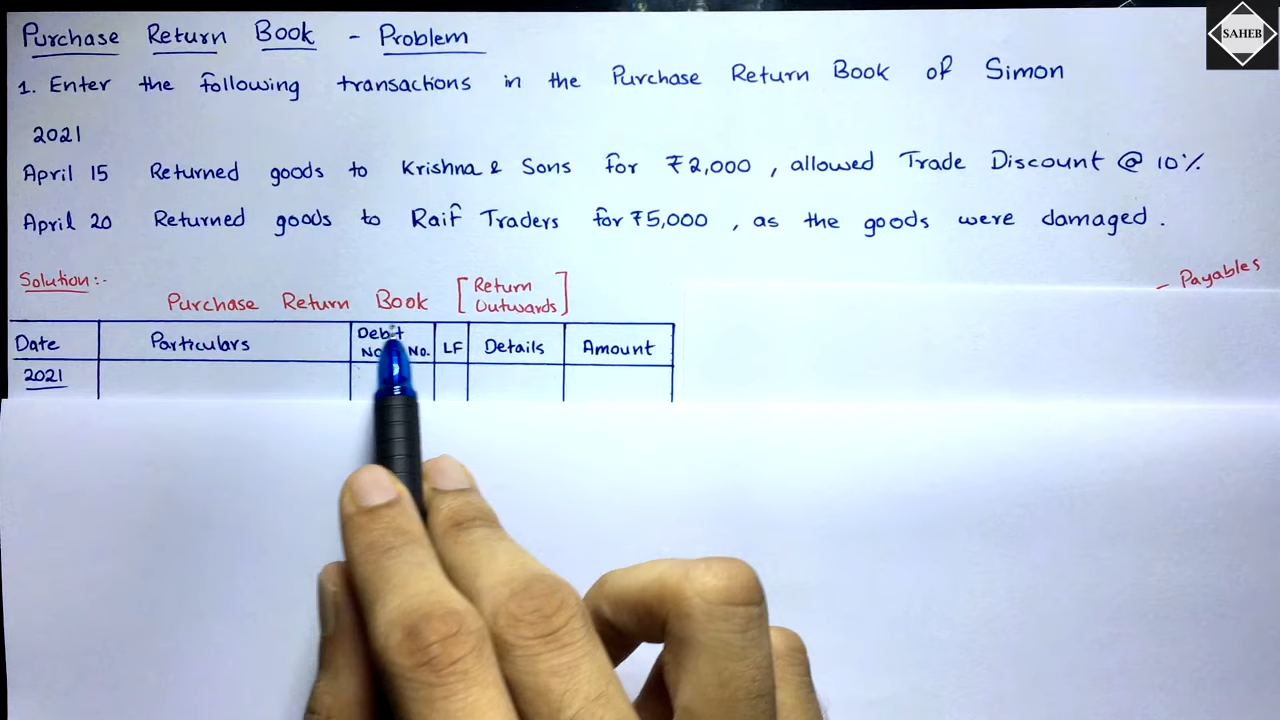 SAHEB
Purchase Return Book - Problem
1. Enter the following transactions in the Purchase Return Book of Simon
2021
April 15 Returned goods to Krishna & Sons for ₹2,000 , allowed Trade Discount @ 10%
April 20 Returned goods to Raif Traders for ₹5,000 , as the goods were damaged .
Solution:-
Purchase Return Book [Return Outwards]
- Payables
Date Particulars Debit No. LF Details Amount
2021